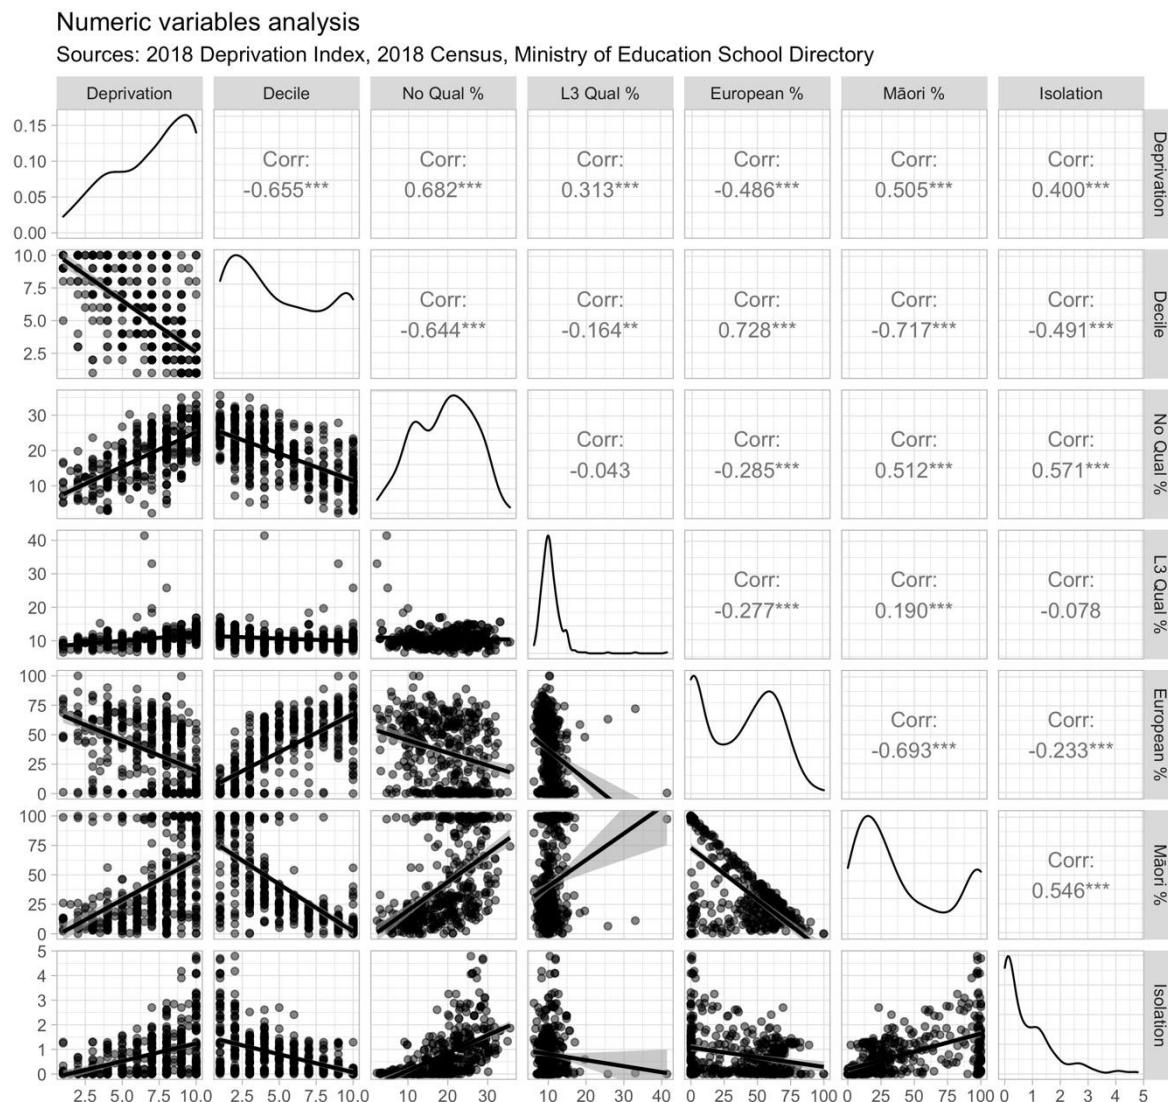 Numeric variables analysis
Sources: 2018 Deprivation Index, 2018 Census, Ministry of Education School Directory
Deprivation Decile No Qual % L3 Qual % European % Māori % Isolation
0.15
0.10
0.05
0.00
Corr:
-0.655***
Corr:
0.682***
Corr:
0.313***
Corr:
-0.486***
Corr:
0.505***
Corr:
0.400***
Deprivation
10.0
7.5
5.0
2.5
Corr:
-0.644***
Corr:
-0.164**
Corr:
0.728***
Corr:
-0.717***
Corr:
-0.491***
Decile
30
20
10
Corr:
-0.043
Corr:
-0.285***
Corr:
0.512***
Corr:
0.571***
No Qual %
40
30
20
10
Corr:
-0.277***
Corr:
0.190***
Corr:
-0.078
L3 Qual %
100
75
50
25
0
Corr:
-0.693***
Corr:
-0.233***
European %
100
75
50
25
0
Corr:
0.546***
Māori %
5
4
3
2
1
0
Isolation
2.5 5.0 7.5 10.0 2.5 5.0 7.5 10.0 10 20 30 10 20 30 40 0 25 50 75 100 0 25 50 75 100 0 1 2 3 4 5